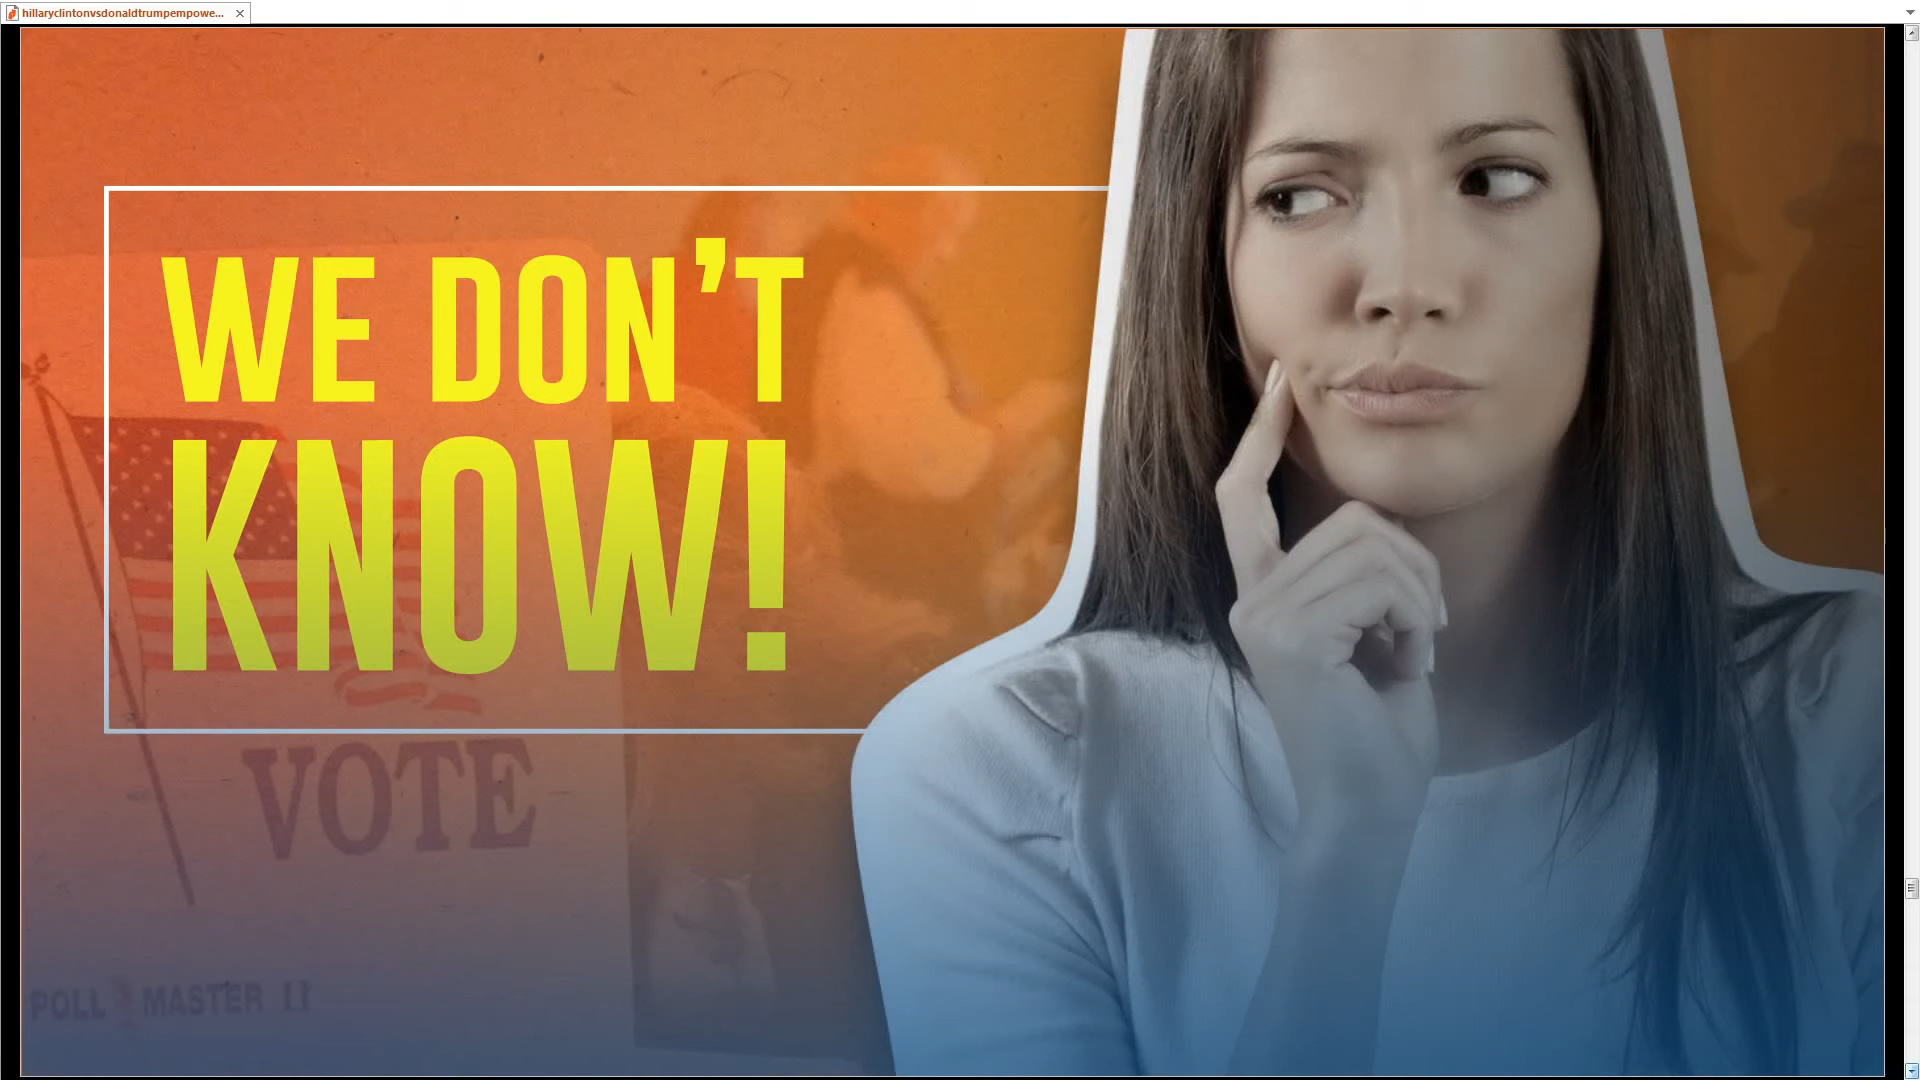 hillaryclintonvsdonaldtrumpempowe...
WE DON'T
KNOW!
VOTE
POLL MASTER II